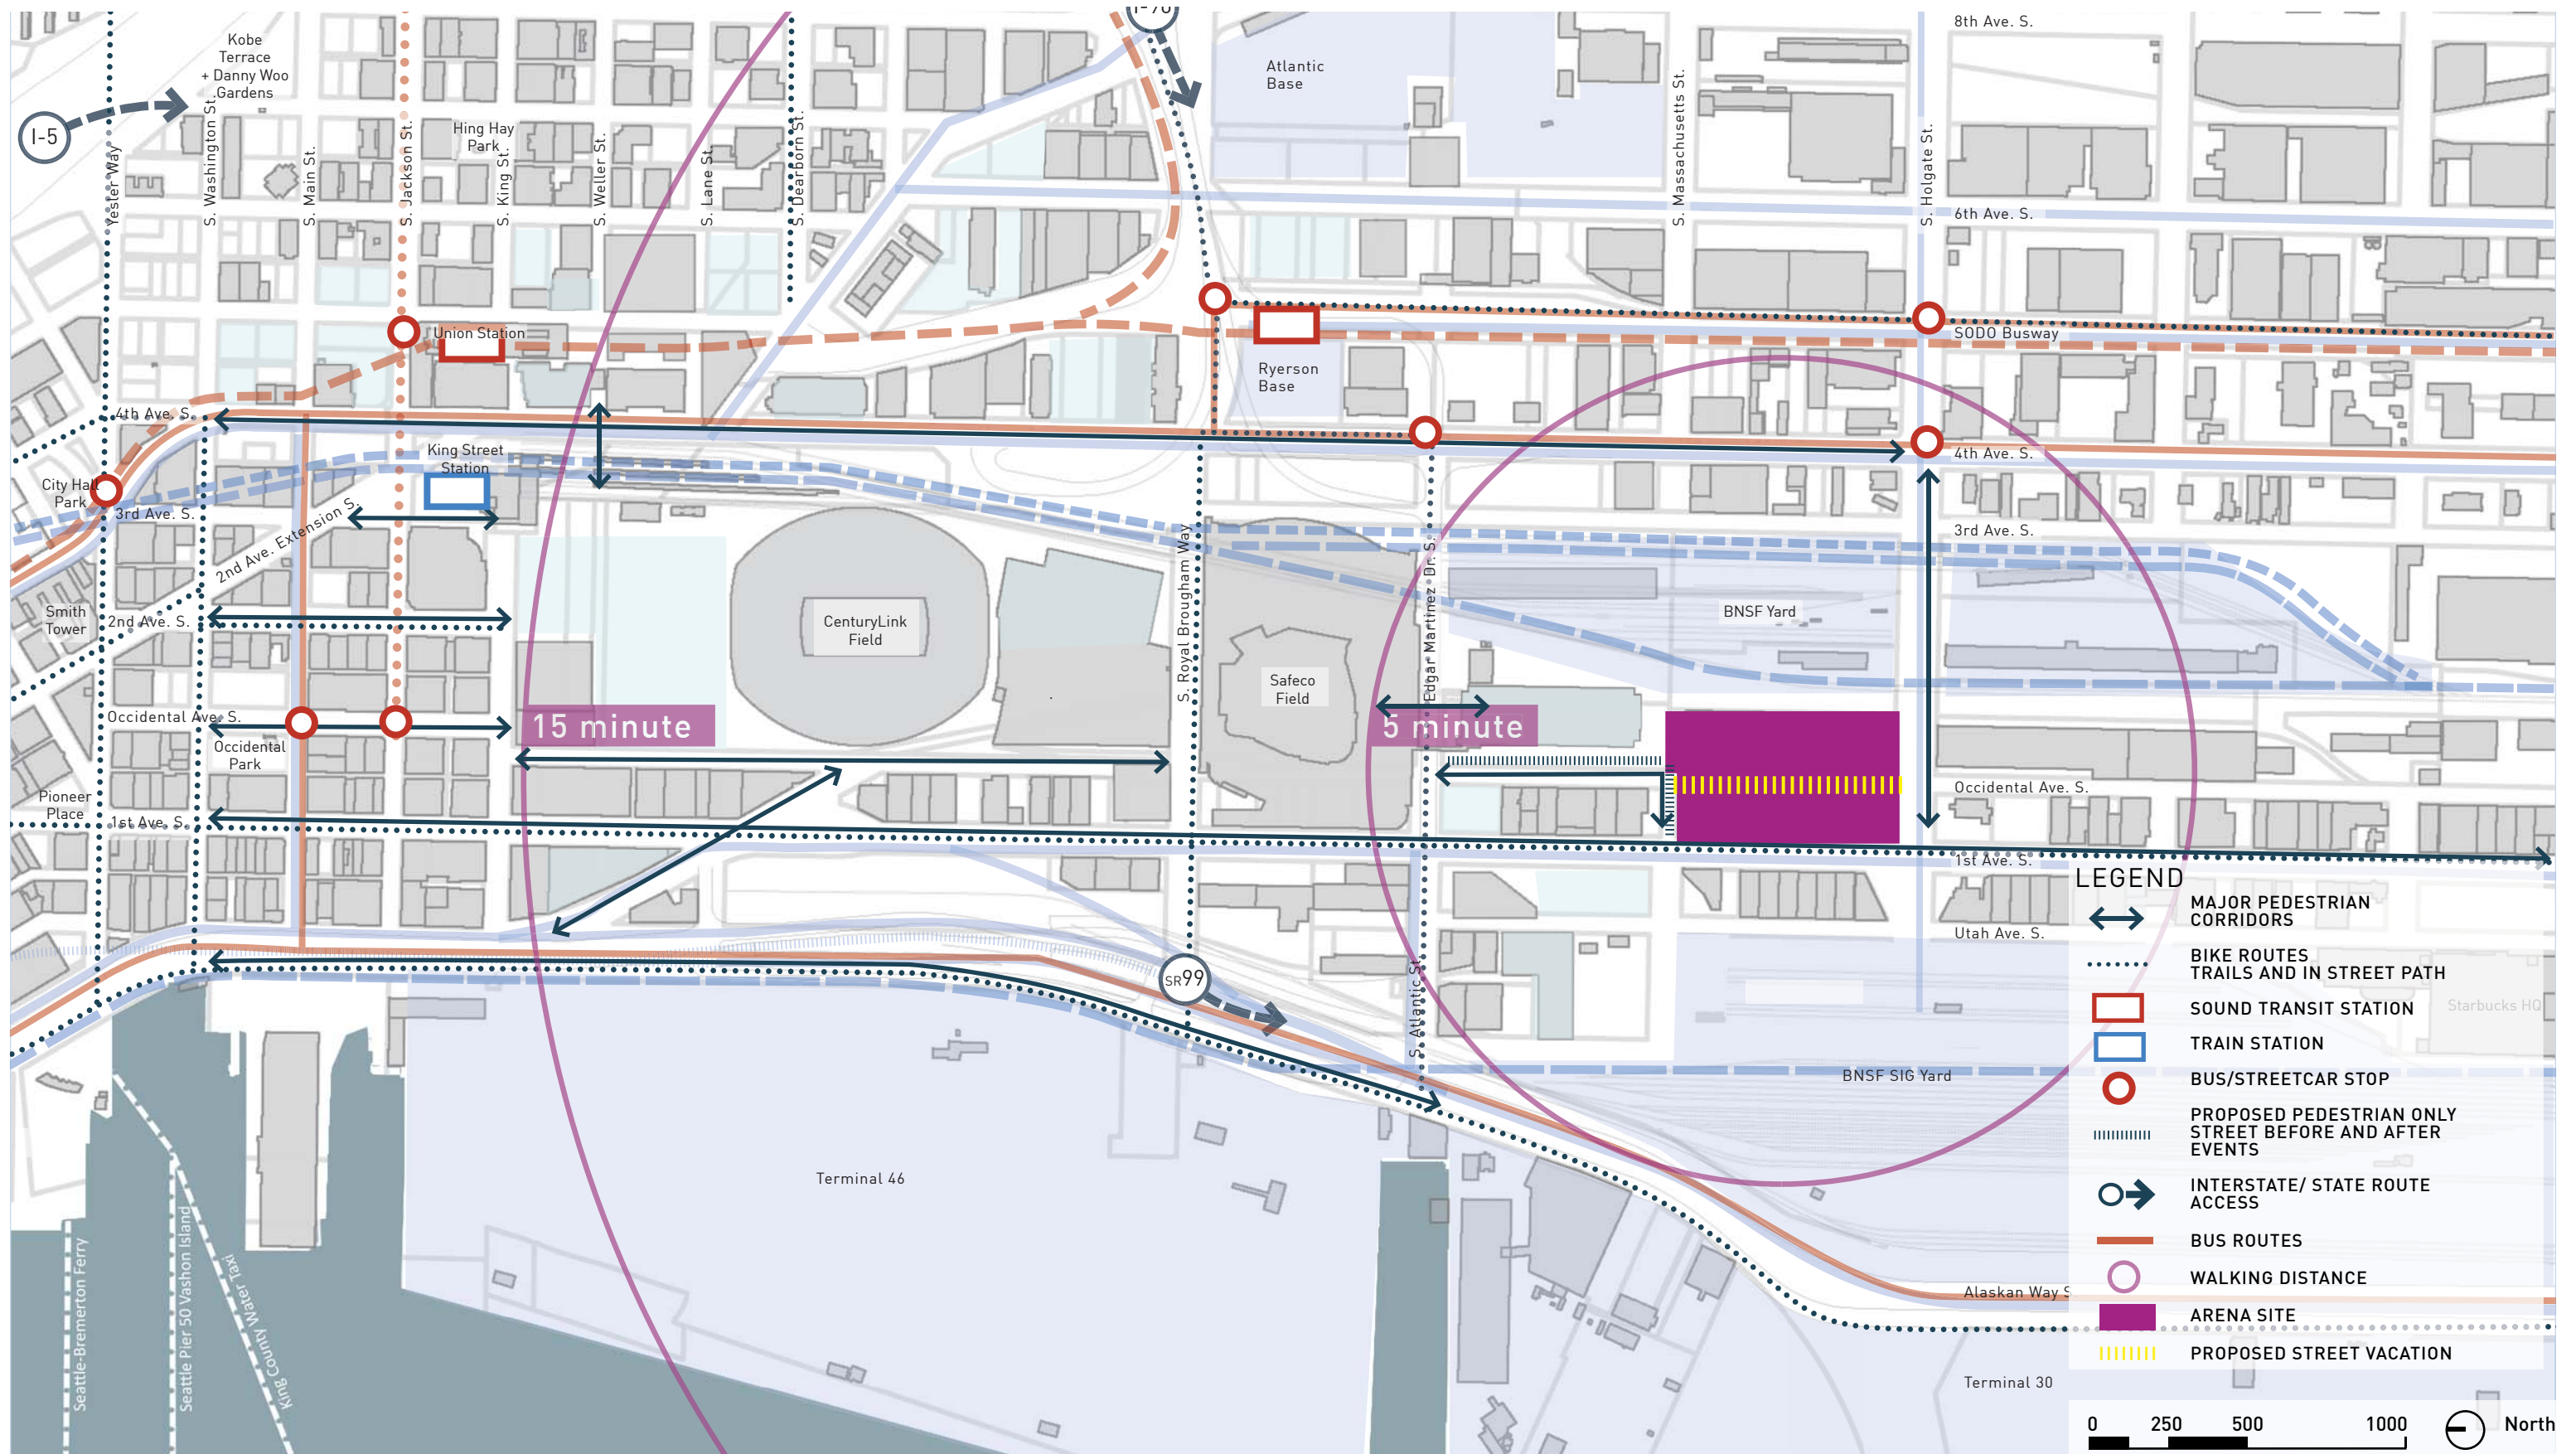 I-90
8th Ave. S.
Kobe
Terrace
+ Danny Woo
Gardens
Atlantic
Base
I-5
Hing Hay
Park
Yester Way
S. Washington St.
S. Main St.
S. Jackson St.
S. King St.
S. Weller St.
S. Lane St.
S. Dearborn St.
S. Massachusetts St.
S. Holgate St.
6th Ave. S.
Union Station
SODO Busway
Ryerson
Base
4th Ave. S.
King Street
Station
4th Ave. S.
City Hall
Park
3rd Ave. S.
2nd Ave. Extension S.
3rd Ave. S.
S. Royal Brougham Way
Edgar Martinez Dr. S.
Smith
Tower
2nd Ave. S.
CenturyLink
Field
BNSF Yard
Safeco
Field
Occidental Ave. S.
15 minute
5 minute
Occidental
Park
Pioneer
Place
Occidental Ave. S.
1st Ave. S.
1st Ave. S.
Utah Ave. S.
SR99
S. Atlantic St.
BNSF SIG Yard
Starbucks HQ
Terminal 46
Seattle-Bremerton Ferry
Seattle Pier 50 Vashon Island
King County Water Taxi
Alaskan Way S
Terminal 30
LEGEND
MAJOR PEDESTRIAN
CORRIDORS
BIKE ROUTES
TRAILS AND IN STREET PATH
SOUND TRANSIT STATION
TRAIN STATION
BUS/STREETCAR STOP
PROPOSED PEDESTRIAN ONLY
STREET BEFORE AND AFTER
EVENTS
INTERSTATE/ STATE ROUTE
ACCESS
BUS ROUTES
WALKING DISTANCE
ARENA SITE
PROPOSED STREET VACATION
0 250 500 1000 North